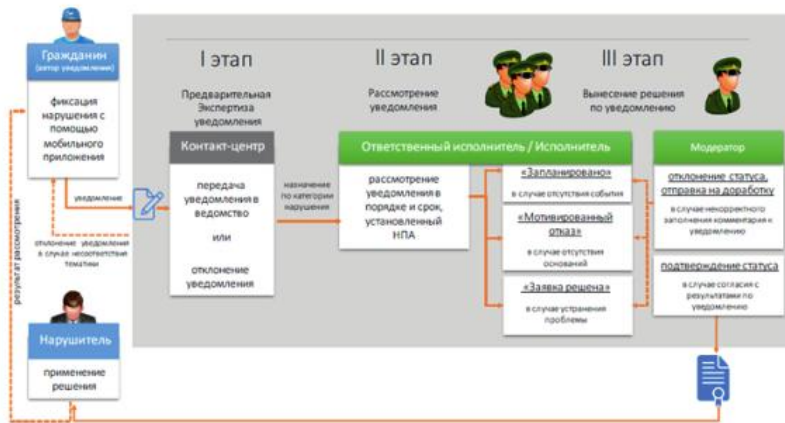 Гражданин
(автор уведомления)
фиксация
нарушения с
помощью
мобильного
приложения
уведомление
отклонение уведомления
в случае несоответствие
тематики
результат рассмотрения
Нарушитель
применение
решения
I этап
Предварительная
Экспертиза
уведомления
Контакт-центр
передача
уведомления в
ведомство
или
отклонение
уведомления
назначение
по категории
нарушения
II этап
Рассмотрение
уведомления
Ответственный исполнитель / Исполнитель
рассмотрение
уведомления в
порядке и срок,
установленный
НПА
«Запланировано»
в случае отсутствия события
«Мотивированный
отказ»
в случае отсутствия
оснований
«Заявка решена»
в случае устранения
проблемы
III этап
Вынесение решения
по уведомлению
Модератор
отклонение статуса,
отправка на доработку
в случае некорректного
заполнения комментария к
уведомлению
подтверждение статуса
в случае согласия с
результатами по
уведомлению